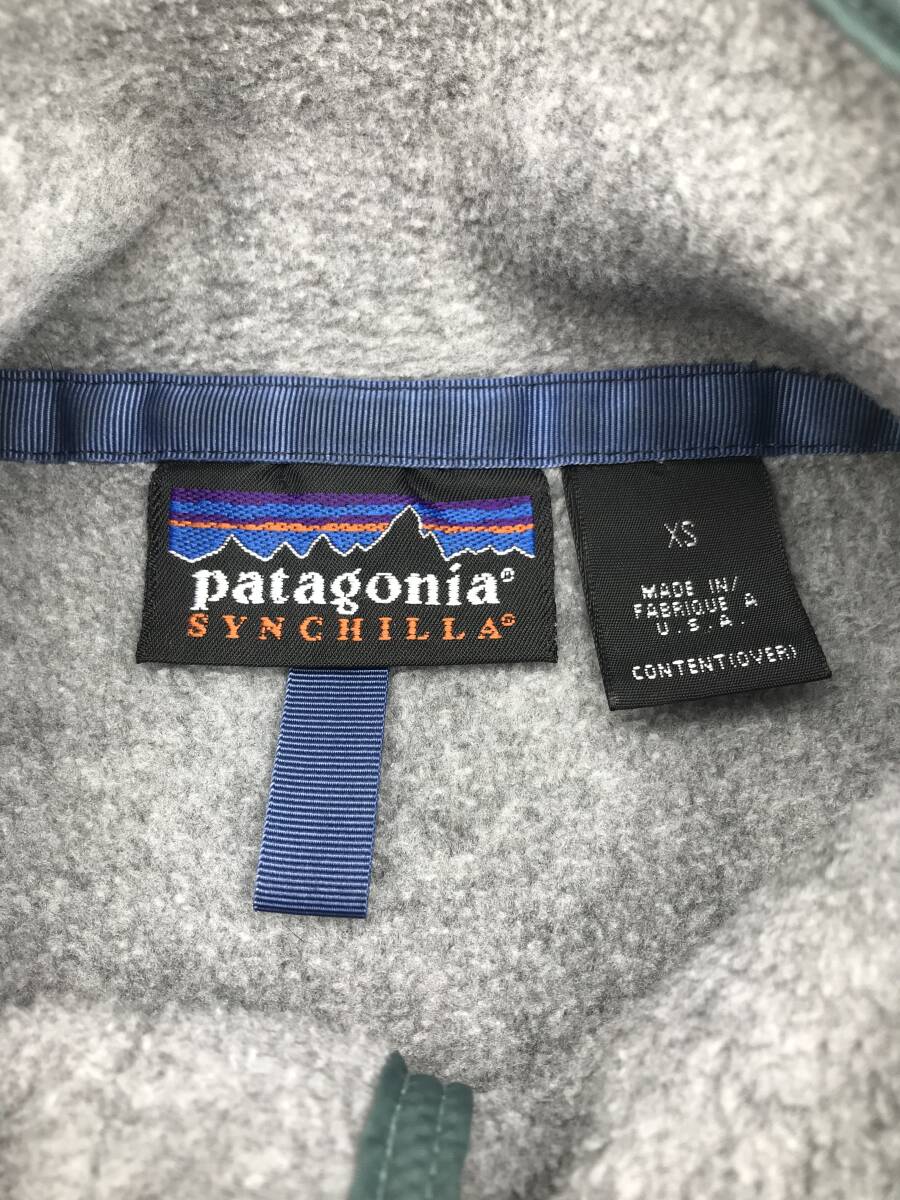 patagonia®
SYNCHILLA®
XS
MADE IN/
FABRIQUE A
U.S.A.
CONTENT(OVER)